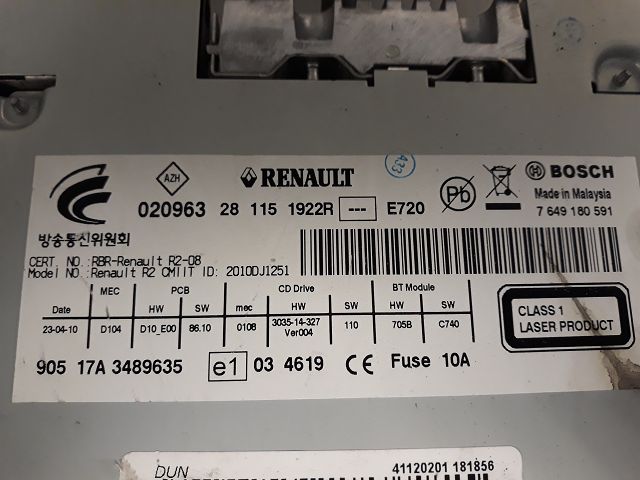 A33
AZH
RENAULT
Pb
BOSCH
020963 28 115 1922R --- E720
Made in Malaysia
7 649 180 591
방송통신위원회
CERT. NO.:RBR-Renault R2-08
Model NO.:Renault R2 CMIIT ID: 2010DJ1251
MEC PCB CD Drive BT Module
Date HW SW mec HW SW HW SW
23-04-10 D104 D10_E00 86.10 0108 3035-14-327 Ver004 110 705B C740
CLASS 1
LASER PRODUCT
905 17A 3489635 e1 03 4619 CE Fuse 10A
DUN 41120201 181856